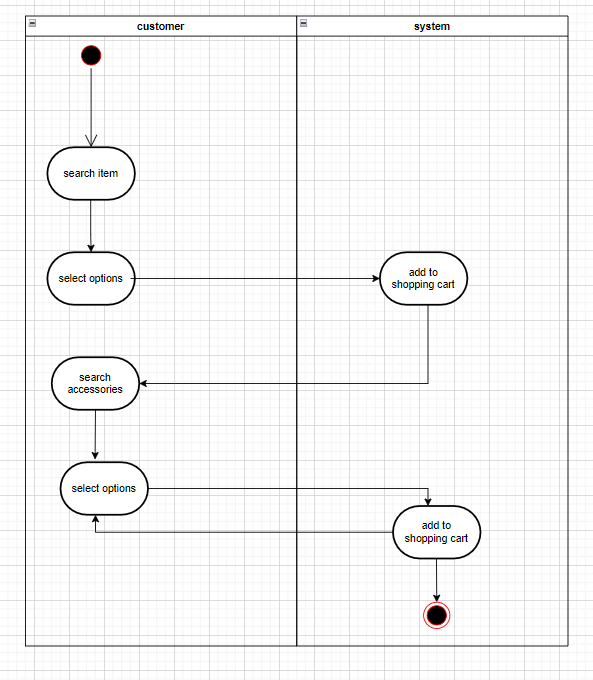 customer
system
search item
select options
add to
shopping cart
search
accessories
select options
add to
shopping cart